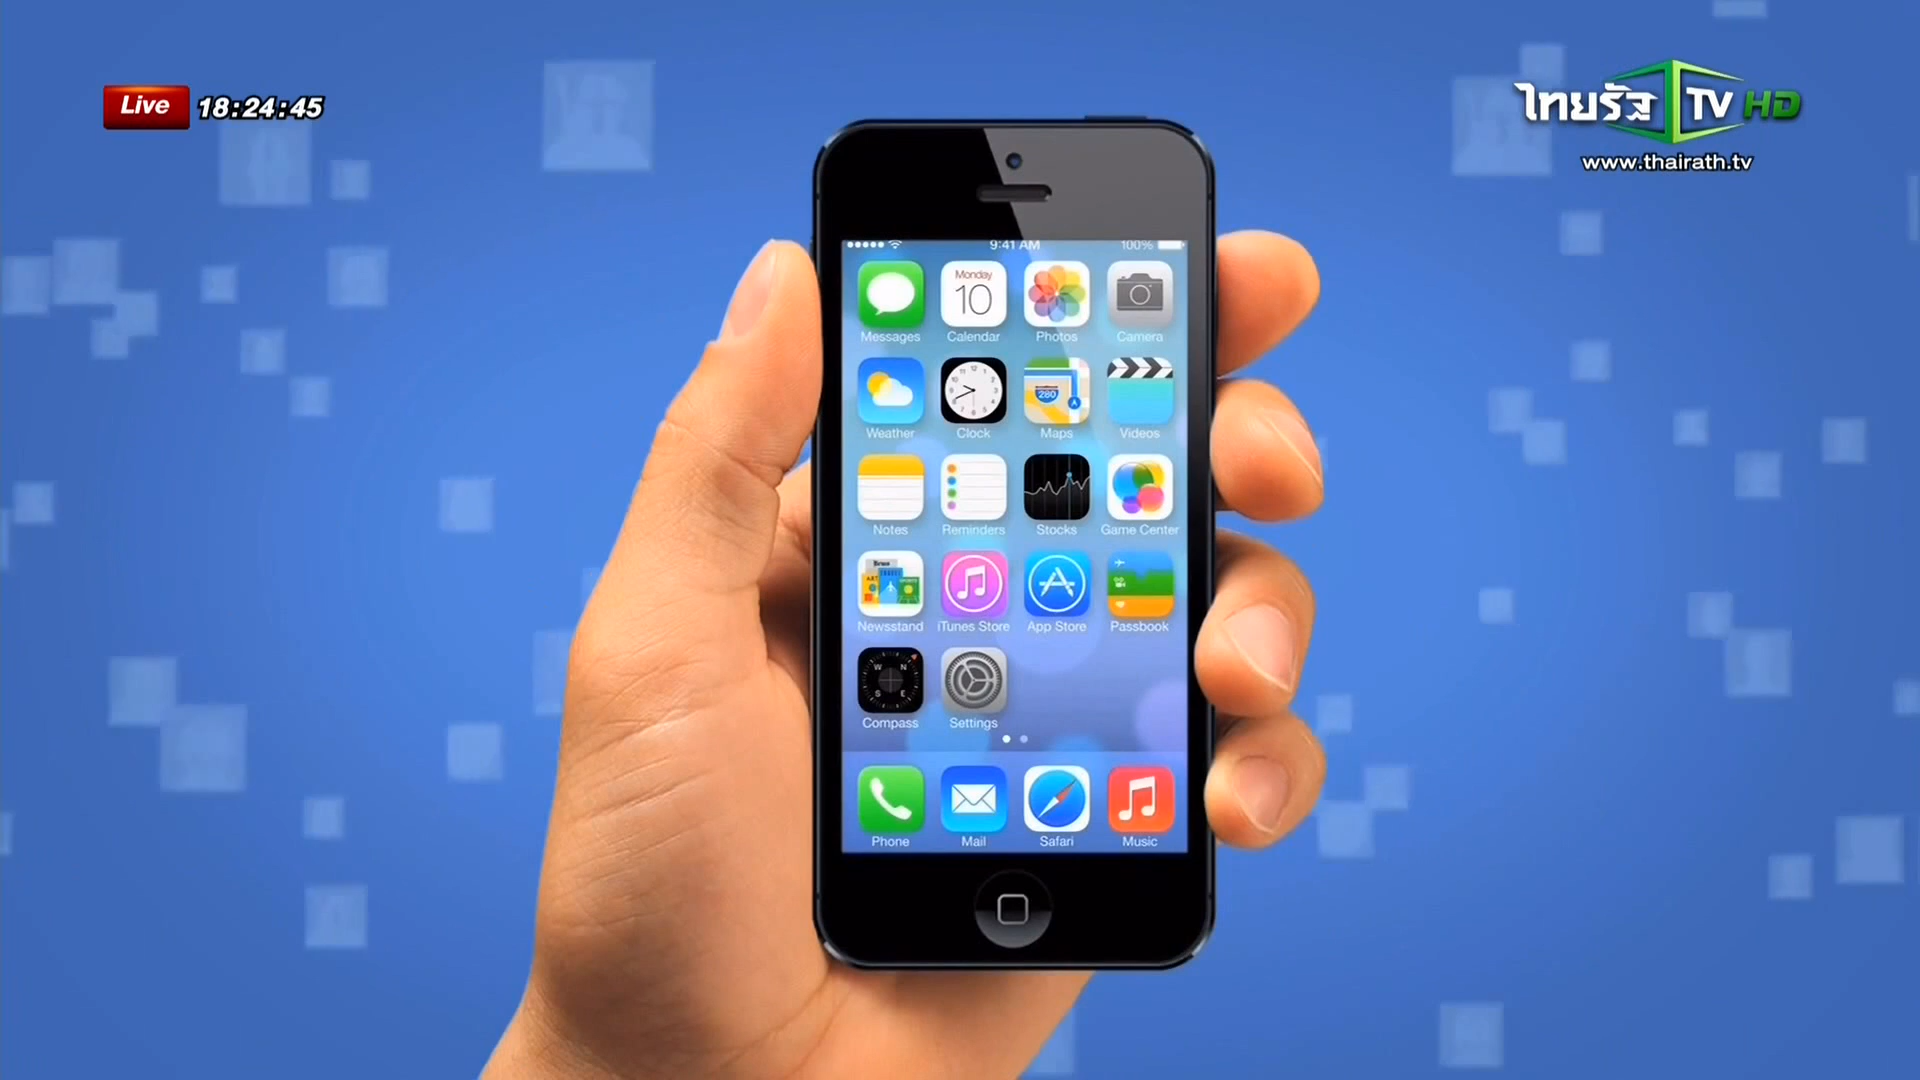 Live 18:24:45
ไทยรัฐ TV HD
www.thairath.tv
9:41 AM 100%
Monday
10
Messages Calendar Photos Camera
280
Weather Clock Maps Videos
Notes Reminders Stocks Game Center
Newsstand iTunes Store App Store Passbook
W N
S E
Compass Settings
Phone Mail Safari Music